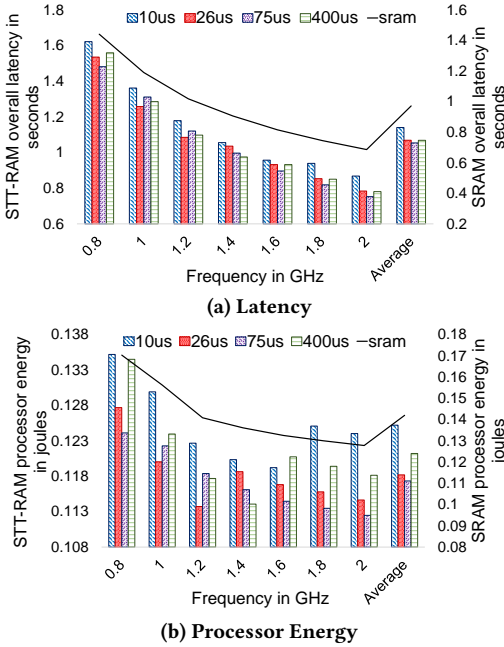 10us 26us 75us 400us sram
STT-RAM overall latency in seconds
1.8
1.6
1.4
1.2
1
0.8
0.6
SRAM overall latency in seconds
1.6
1.4
1.2
1
0.8
0.6
0.4
0.2
0.8 1 1.2 1.4 1.6 1.8 2 Average
Frequency in GHz
(a) Latency
10us 26us 75us 400us sram
STT-RAM processor energy in joules
0.138
0.133
0.128
0.123
0.118
0.113
0.108
SRAM processor energy in joules
0.18
0.17
0.16
0.15
0.14
0.13
0.12
0.11
0.1
0.09
0.08
0.8 1 1.2 1.4 1.6 1.8 2 Average
Frequency in GHz
(b) Processor Energy